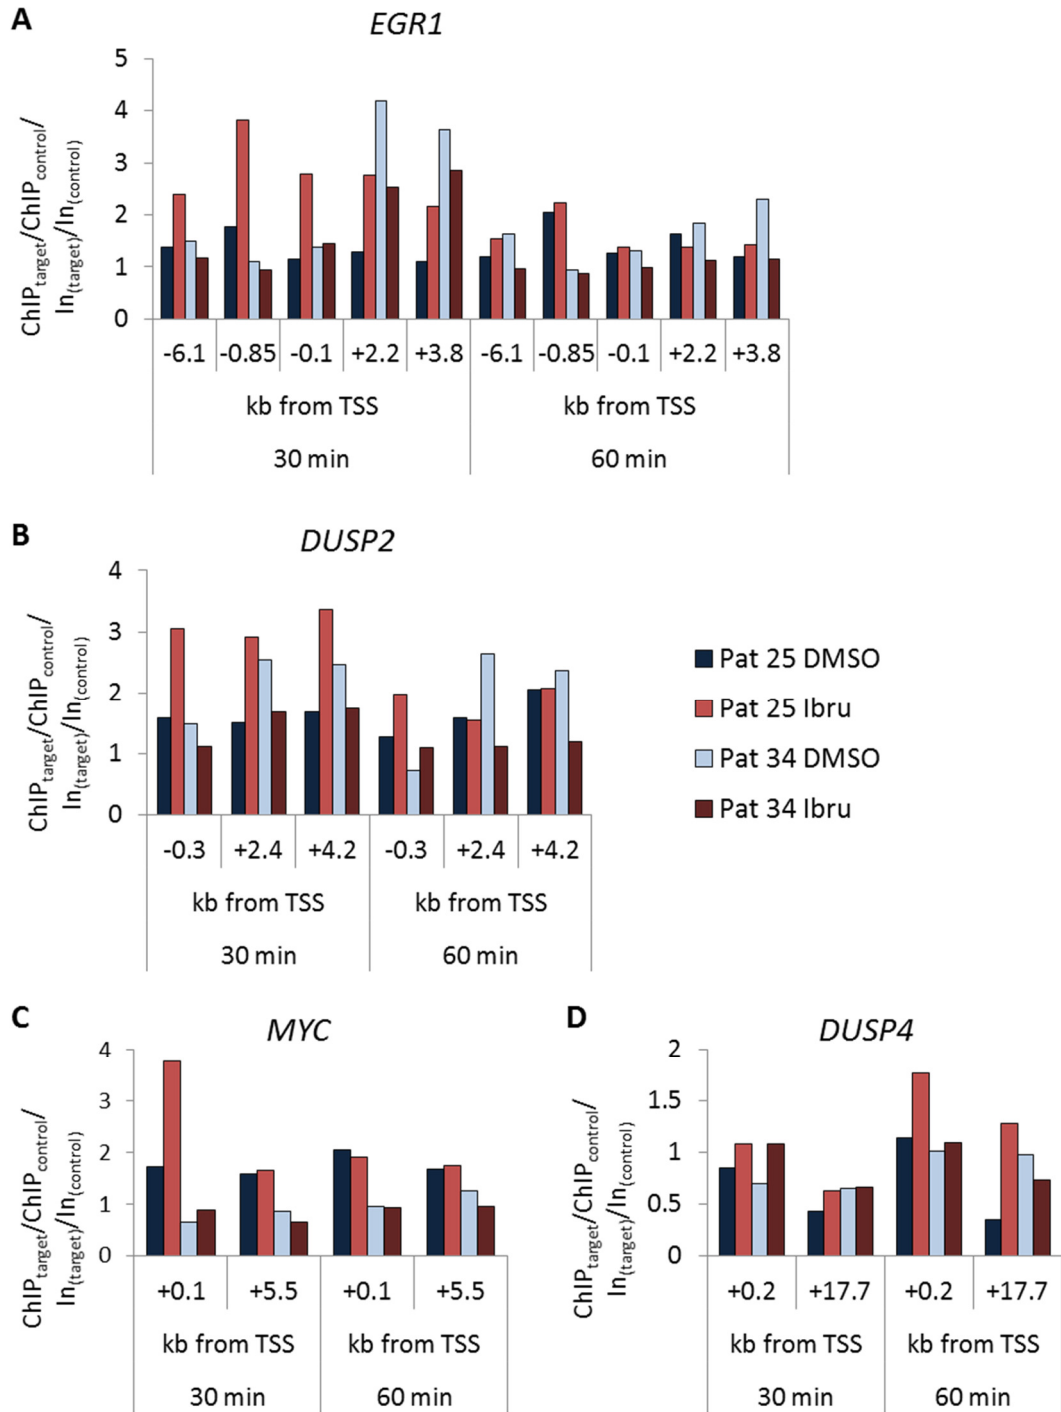 A
EGR1
ChIPtarget/ChIPcontrol/
In(target)/In(control)
5
4
3
2
1
0
-6.1 -0.85 -0.1 +2.2 +3.8 -6.1 -0.85 -0.1 +2.2 +3.8
kb from TSS kb from TSS
30 min 60 min
B
DUSP2
ChIPtarget/ChIPcontrol/
In(target)/In(control)
4
3
2
1
0
-0.3 +2.4 +4.2 -0.3 +2.4 +4.2
kb from TSS kb from TSS
30 min 60 min
Pat 25 DMSO
Pat 25 Ibru
Pat 34 DMSO
Pat 34 Ibru
C
MYC
ChIPtarget/ChIPcontrol/
In(target)/In(control)
4
3
2
1
0
+0.1 +5.5 +0.1 +5.5
kb from TSS kb from TSS
30 min 60 min
D
DUSP4
ChIPtarget/ChIPcontrol/
In(target)/In(control)
2
1.5
1
0.5
0
+0.2 +17.7 +0.2 +17.7
kb from TSS kb from TSS
30 min 60 min